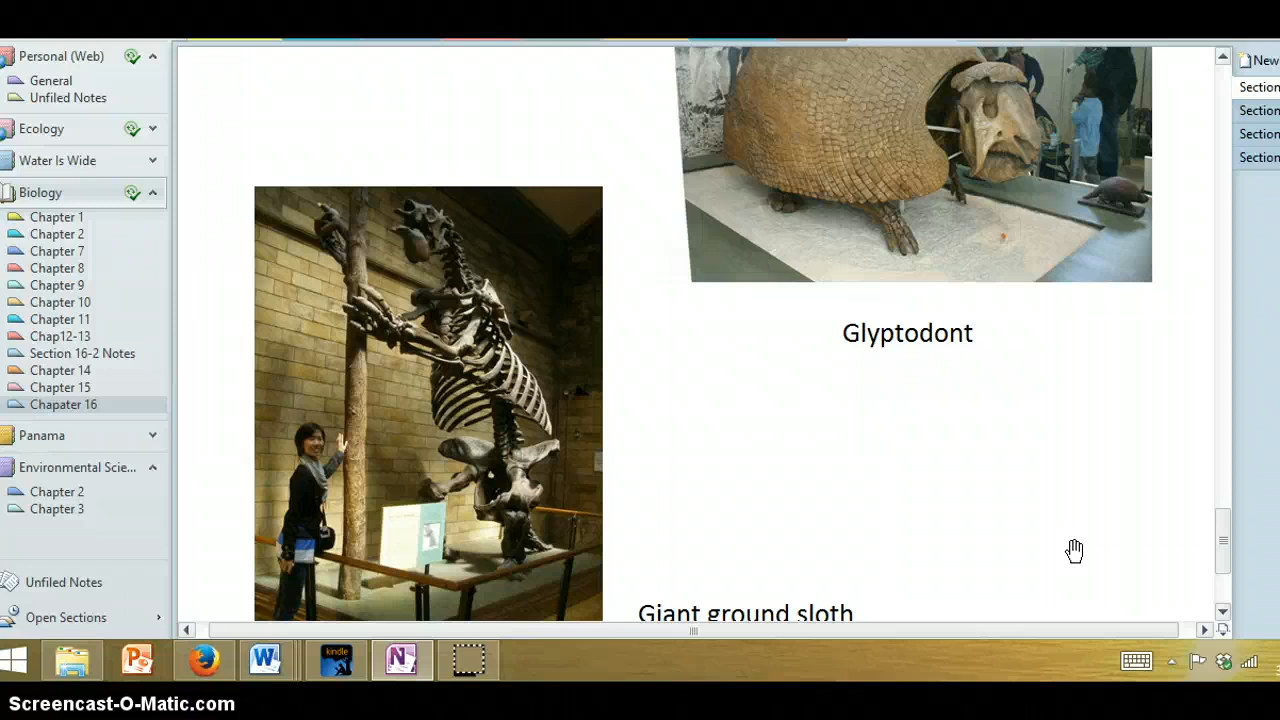 Personal (Web)
General
Unfiled Notes
Ecology
Water Is Wide
Biology
Chapter 1
Chapter 2
Chapter 7
Chapter 8
Chapter 9
Chapter 10
Chapter 11
Chap12-13
Section 16-2 Notes
Chapter 14
Chapter 15
Chapater 16
Panama
Environmental Scie...
Chapter 2
Chapter 3
Unfiled Notes
Open Sections
Glyptodont
Giant ground sloth
New
Section
Section
Section
Section
kindle
Screencast-O-Matic.com